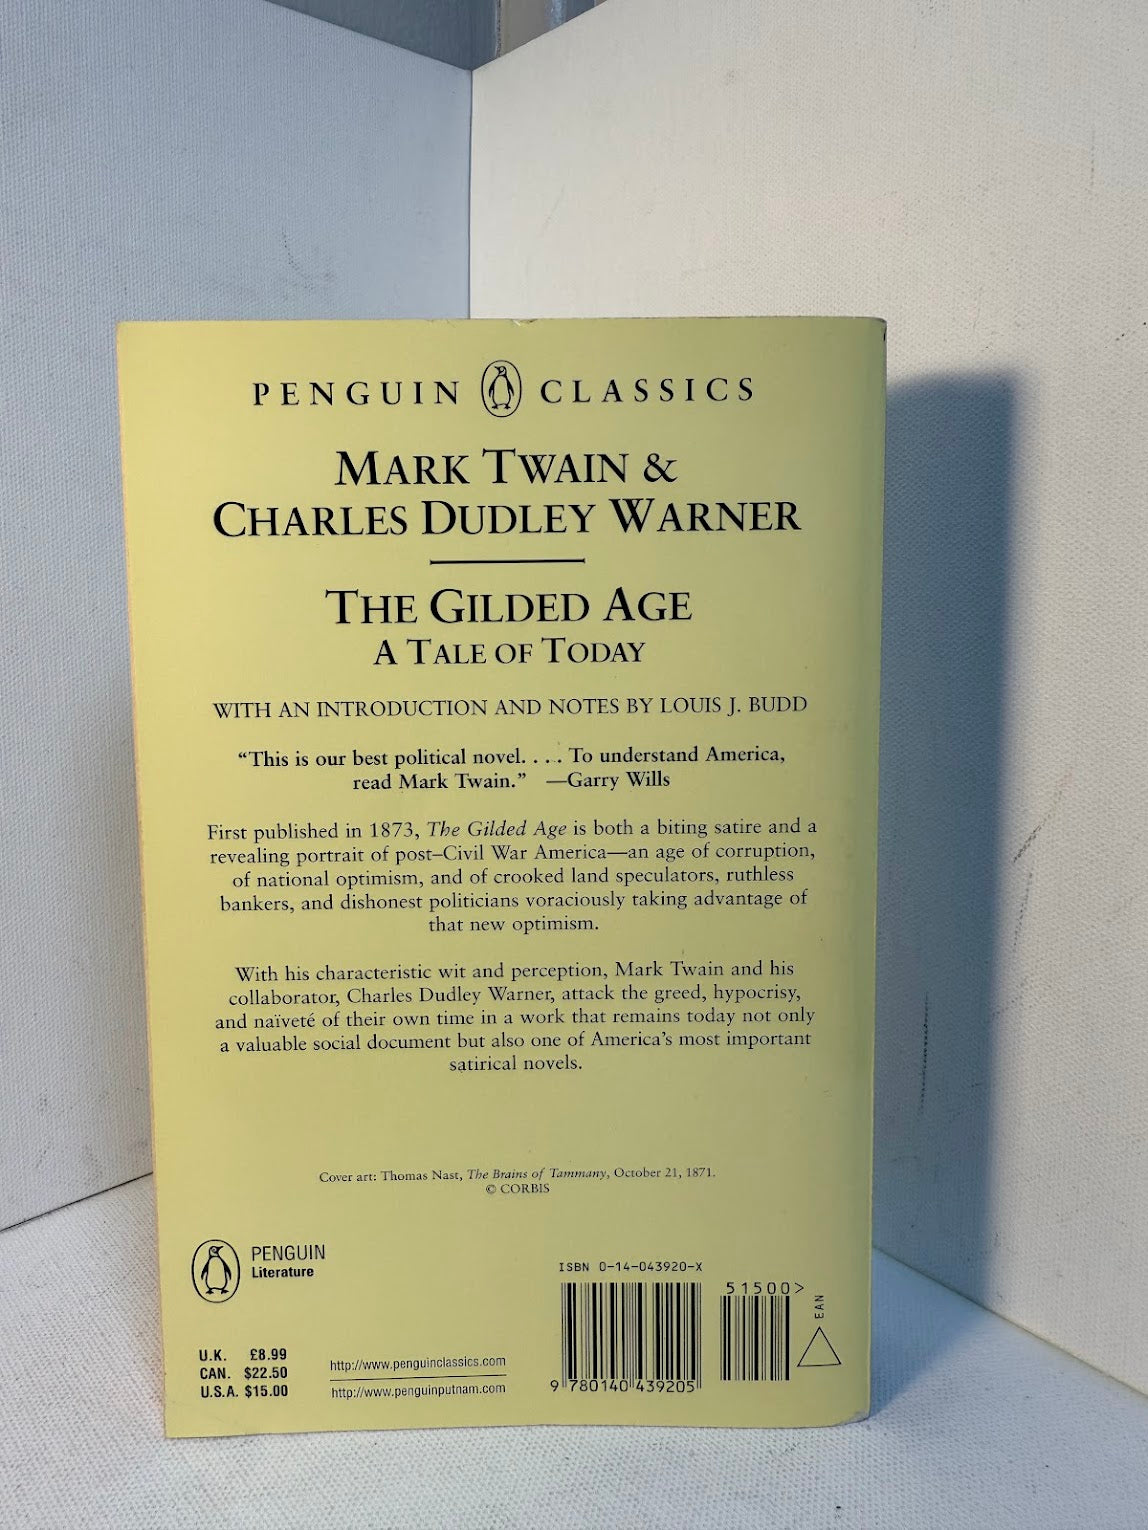 PENGUIN CLASSICS
MARK TWAIN &
CHARLES DUDLEY WARNER
THE GILDED AGE
A TALE OF TODAY
WITH AN INTRODUCTION AND NOTES BY LOUIS J. BUDD
“This is our best political novel. . . . To understand America,
read Mark Twain.” —Garry Wills
First published in 1873, The Gilded Age is both a biting satire and a
revealing portrait of post–Civil War America—an age of corruption,
of national optimism, and of crooked land speculators, ruthless
bankers, and dishonest politicians voraciously taking advantage of
that new optimism.
With his characteristic wit and perception, Mark Twain and his
collaborator, Charles Dudley Warner, attack the greed, hypocrisy,
and naïveté of their own time in a work that remains today not only
a valuable social document but also one of America’s most important
satirical novels.
Cover art: Thomas Nast, The Brains of Tammany, October 21, 1871.
© CORBIS
PENGUIN
Literature
U.K. £8.99
CAN. $22.50
U.S.A. $15.00
http://www.penguinclassics.com
http://www.penguinputnam.com
ISBN 0-14-043920-X
51500>
EAN
9 780140 439205